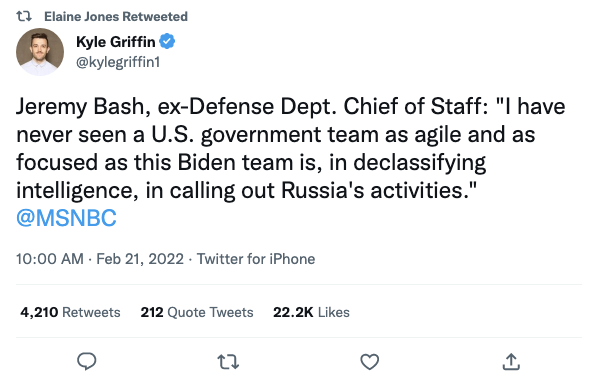 Elaine Jones Retweeted
Kyle Griffin
@kylegriffin1
Jeremy Bash, ex-Defense Dept. Chief of Staff: "I have
never seen a U.S. government team as agile and as
focused as this Biden team is, in declassifying
intelligence, in calling out Russia's activities."
@MSNBC
10:00 AM · Feb 21, 2022 · Twitter for iPhone
4,210 Retweets 212 Quote Tweets 22.2K Likes